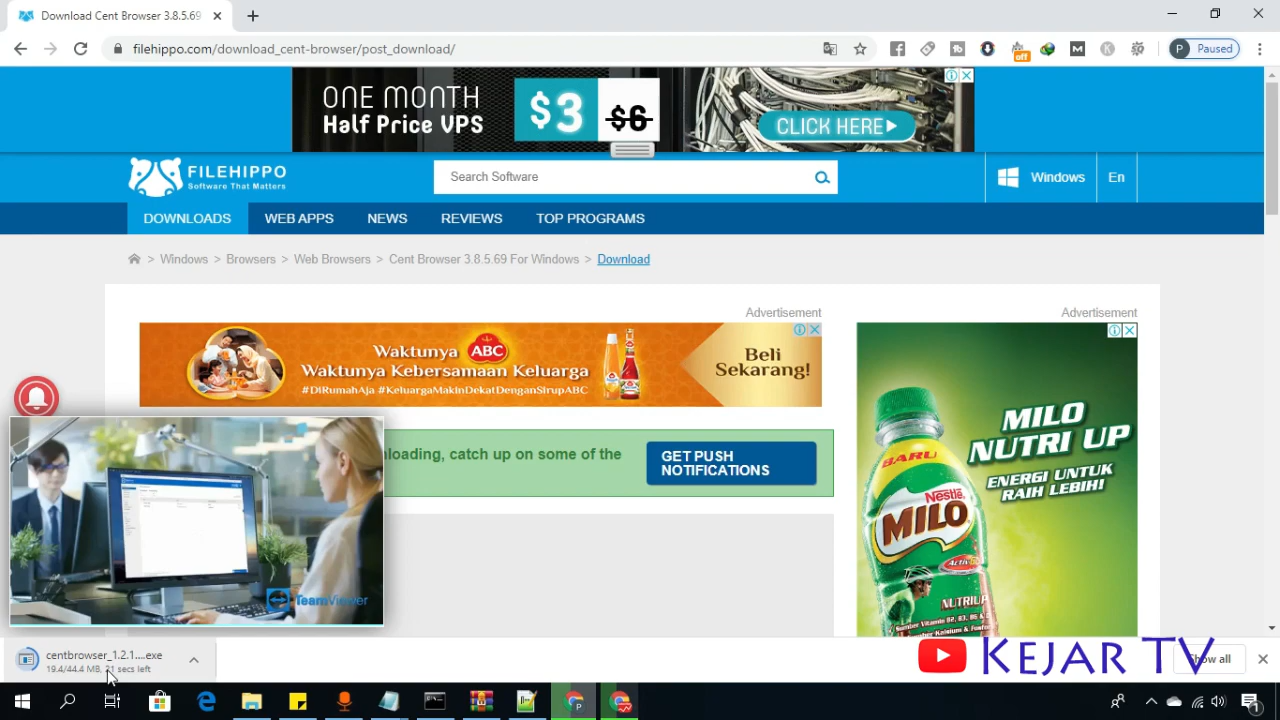 Download Cent Browser 3.8.5.69
filehippo.com/download_cent-browser/post_download/
off
M
K
P Paused
ONE MONTH
Half Price VPS
$3
$6
CLICK HERE
FILEHIPPO
Software That Matters
Search Software
Windows
En
DOWNLOADS
WEB APPS
NEWS
REVIEWS
TOP PROGRAMS
> Windows > Browsers > Web Browsers > Cent Browser 3.8.5.69 For Windows > Download
Advertisement
Advertisement
Waktunya ABC
Waktunya Kebersamaan Keluarga
#DiRumahAja #KeluargaMakinDekatDenganSirupABC
Beli
Sekarang!
loading, catch up on some of the
GET PUSH
NOTIFICATIONS
MILO
NUTRI UP
ENERGI UNTUK
RAIH LEBIH!
BARU
Nestlé
MILO
NUTRIUP
TeamViewer
centbrowser_1.2.1....exe
19.4/44.4 MB, 21 secs left
KEJAR TV
Show all